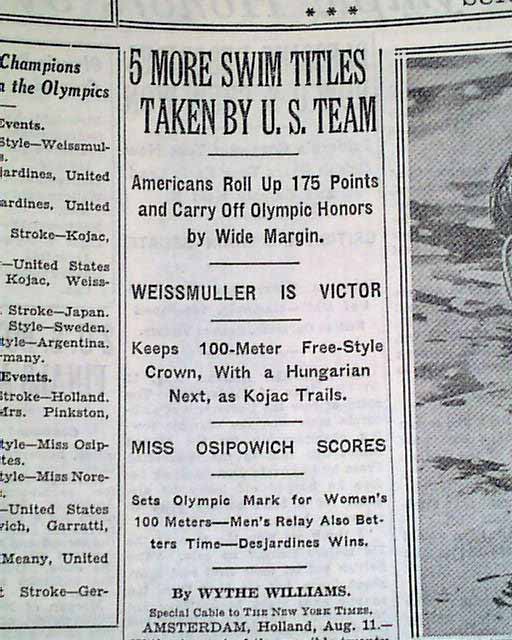 * * *
Champions
the Olympics
Events.
Style—Weissmul-
jardines, United
ardines, United
Stroke—Kojac,
—United States
Kojac, Weiss-
Stroke—Japan.
Style—Sweden.
tyle—Argentina.
rmany.
Events.
Stroke—Holland.
Mrs. Pinkston,
tyle—Miss Osip-
tes.
tyle—Miss Nore-
—United States
vich, Garratti,
Meany, United
Stroke—Ger-
5 MORE SWIM TITLES
TAKEN BY U. S. TEAM
Americans Roll Up 175 Points
and Carry Off Olympic Honors
by Wide Margin.
WEISSMULLER IS VICTOR
Keeps 100-Meter Free-Style
Crown, With a Hungarian
Next, as Kojac Trails.
MISS OSIPOWICH SCORES
Sets Olympic Mark for Women's
100 Meters—Men's Relay Also Bet-
ters Time—Desjardines Wins.
By WYTHE WILLIAMS.
Special Cable to THE NEW YORK TIMES.
AMSTERDAM, Holland, Aug. 11.—